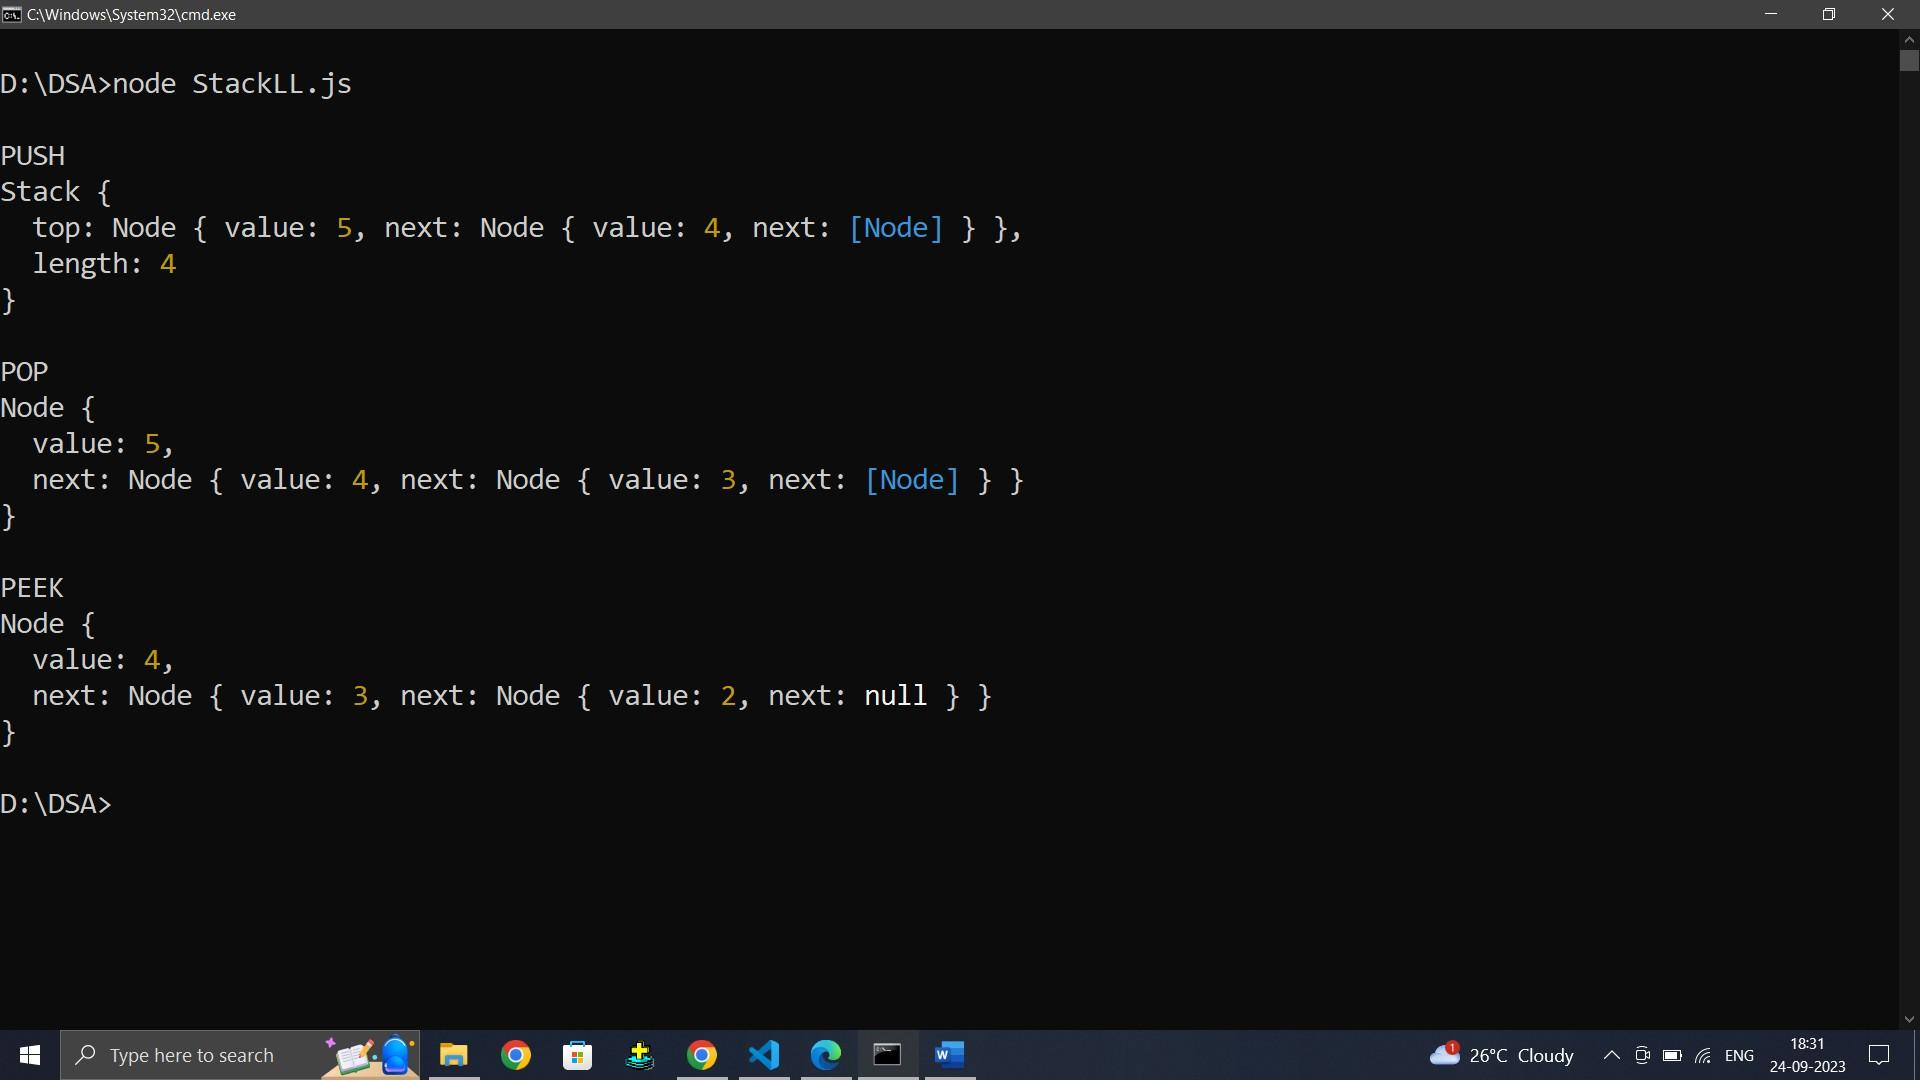 C:\Windows\System32\cmd.exe
D:\DSA>node StackLL.js
PUSH
Stack {
  top: Node { value: 5, next: Node { value: 4, next: [Node] } },
  length: 4
}
POP
Node {
  value: 5,
  next: Node { value: 4, next: Node { value: 3, next: [Node] } }
}
PEEK
Node {
  value: 4,
  next: Node { value: 3, next: Node { value: 2, next: null } }
}
D:\DSA>
Type here to search
W
1
26°C Cloudy
ENG
18:31
24-09-2023